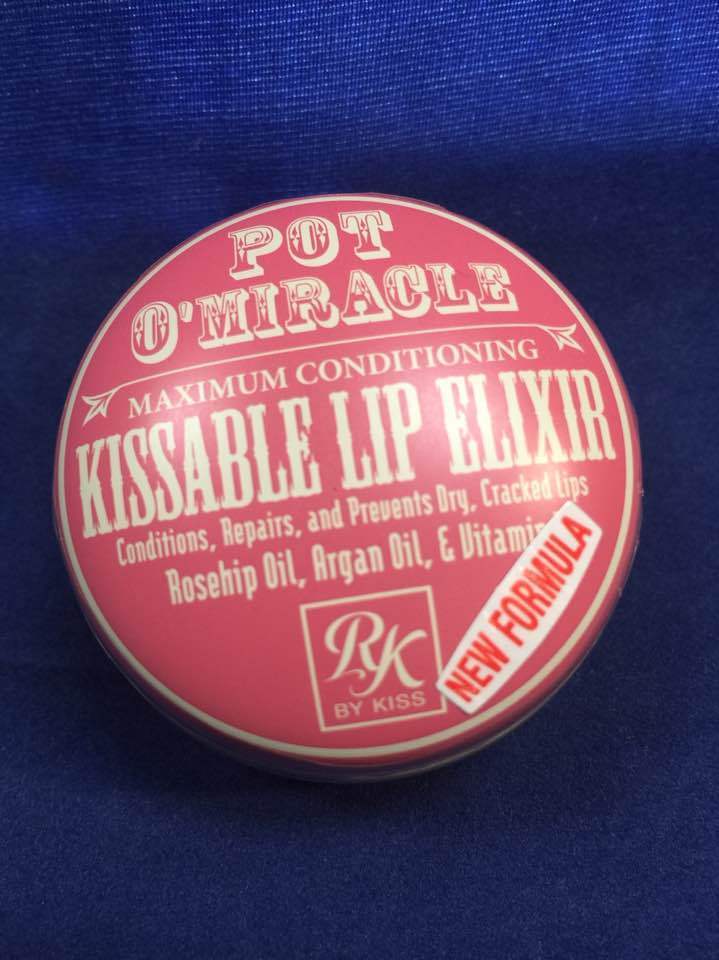 POT
O'MIRACLE
MAXIMUM CONDITIONING
KISSABLE LIP ELIXIR
Conditions, Repairs, and Prevents Dry, Cracked Lips
Rosehip Oil, Argan Oil, & Vitamin
NEW FORMULA
RK
BY KISS